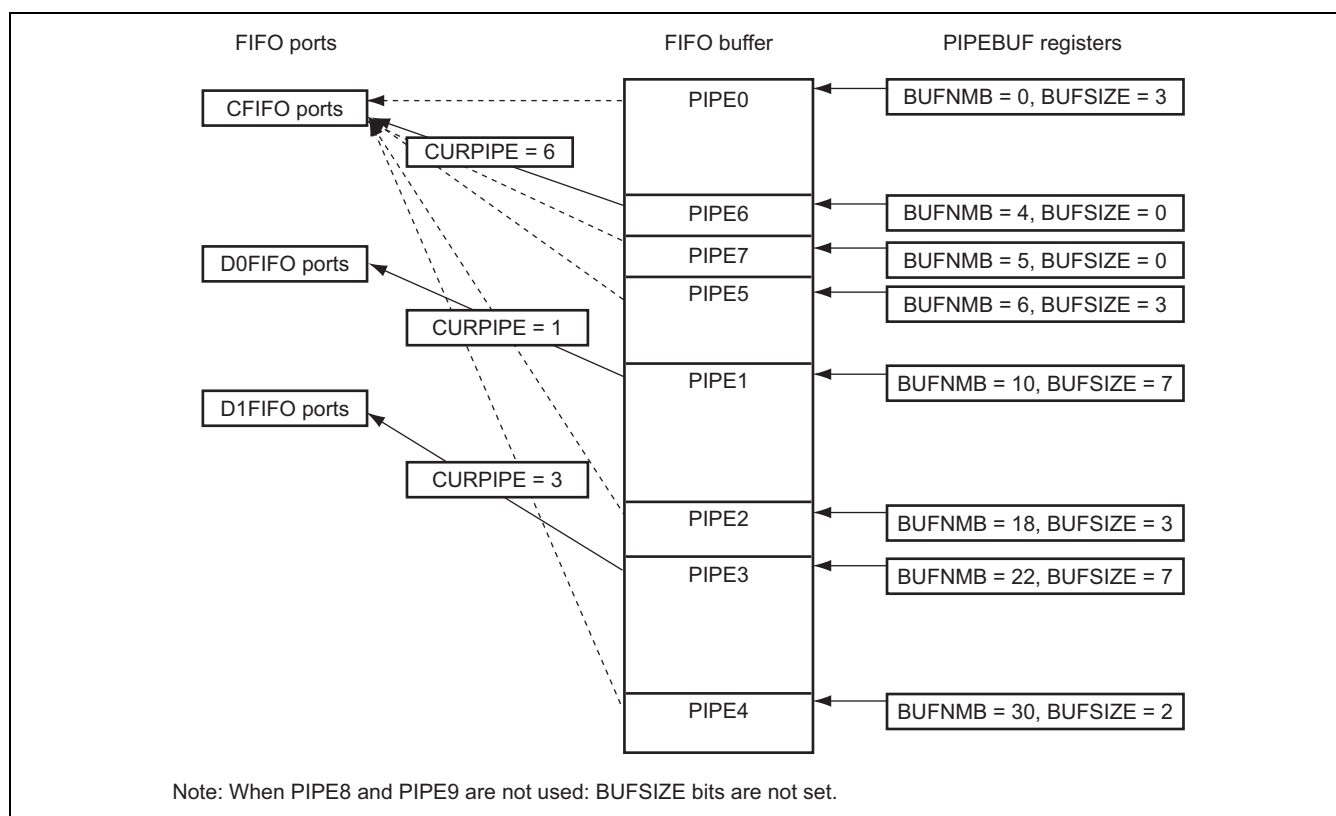 FIFO ports
FIFO buffer
PIPEBUF registers
CFIFO ports
PIPE0
BUFNMB = 0, BUFSIZE = 3
CURPIPE = 6
PIPE6
BUFNMB = 4, BUFSIZE = 0
D0FIFO ports
PIPE7
BUFNMB = 5, BUFSIZE = 0
PIPE5
BUFNMB = 6, BUFSIZE = 3
CURPIPE = 1
PIPE1
BUFNMB = 10, BUFSIZE = 7
D1FIFO ports
CURPIPE = 3
PIPE2
BUFNMB = 18, BUFSIZE = 3
PIPE3
BUFNMB = 22, BUFSIZE = 7
PIPE4
BUFNMB = 30, BUFSIZE = 2
Note: When PIPE8 and PIPE9 are not used: BUFSIZE bits are not set.